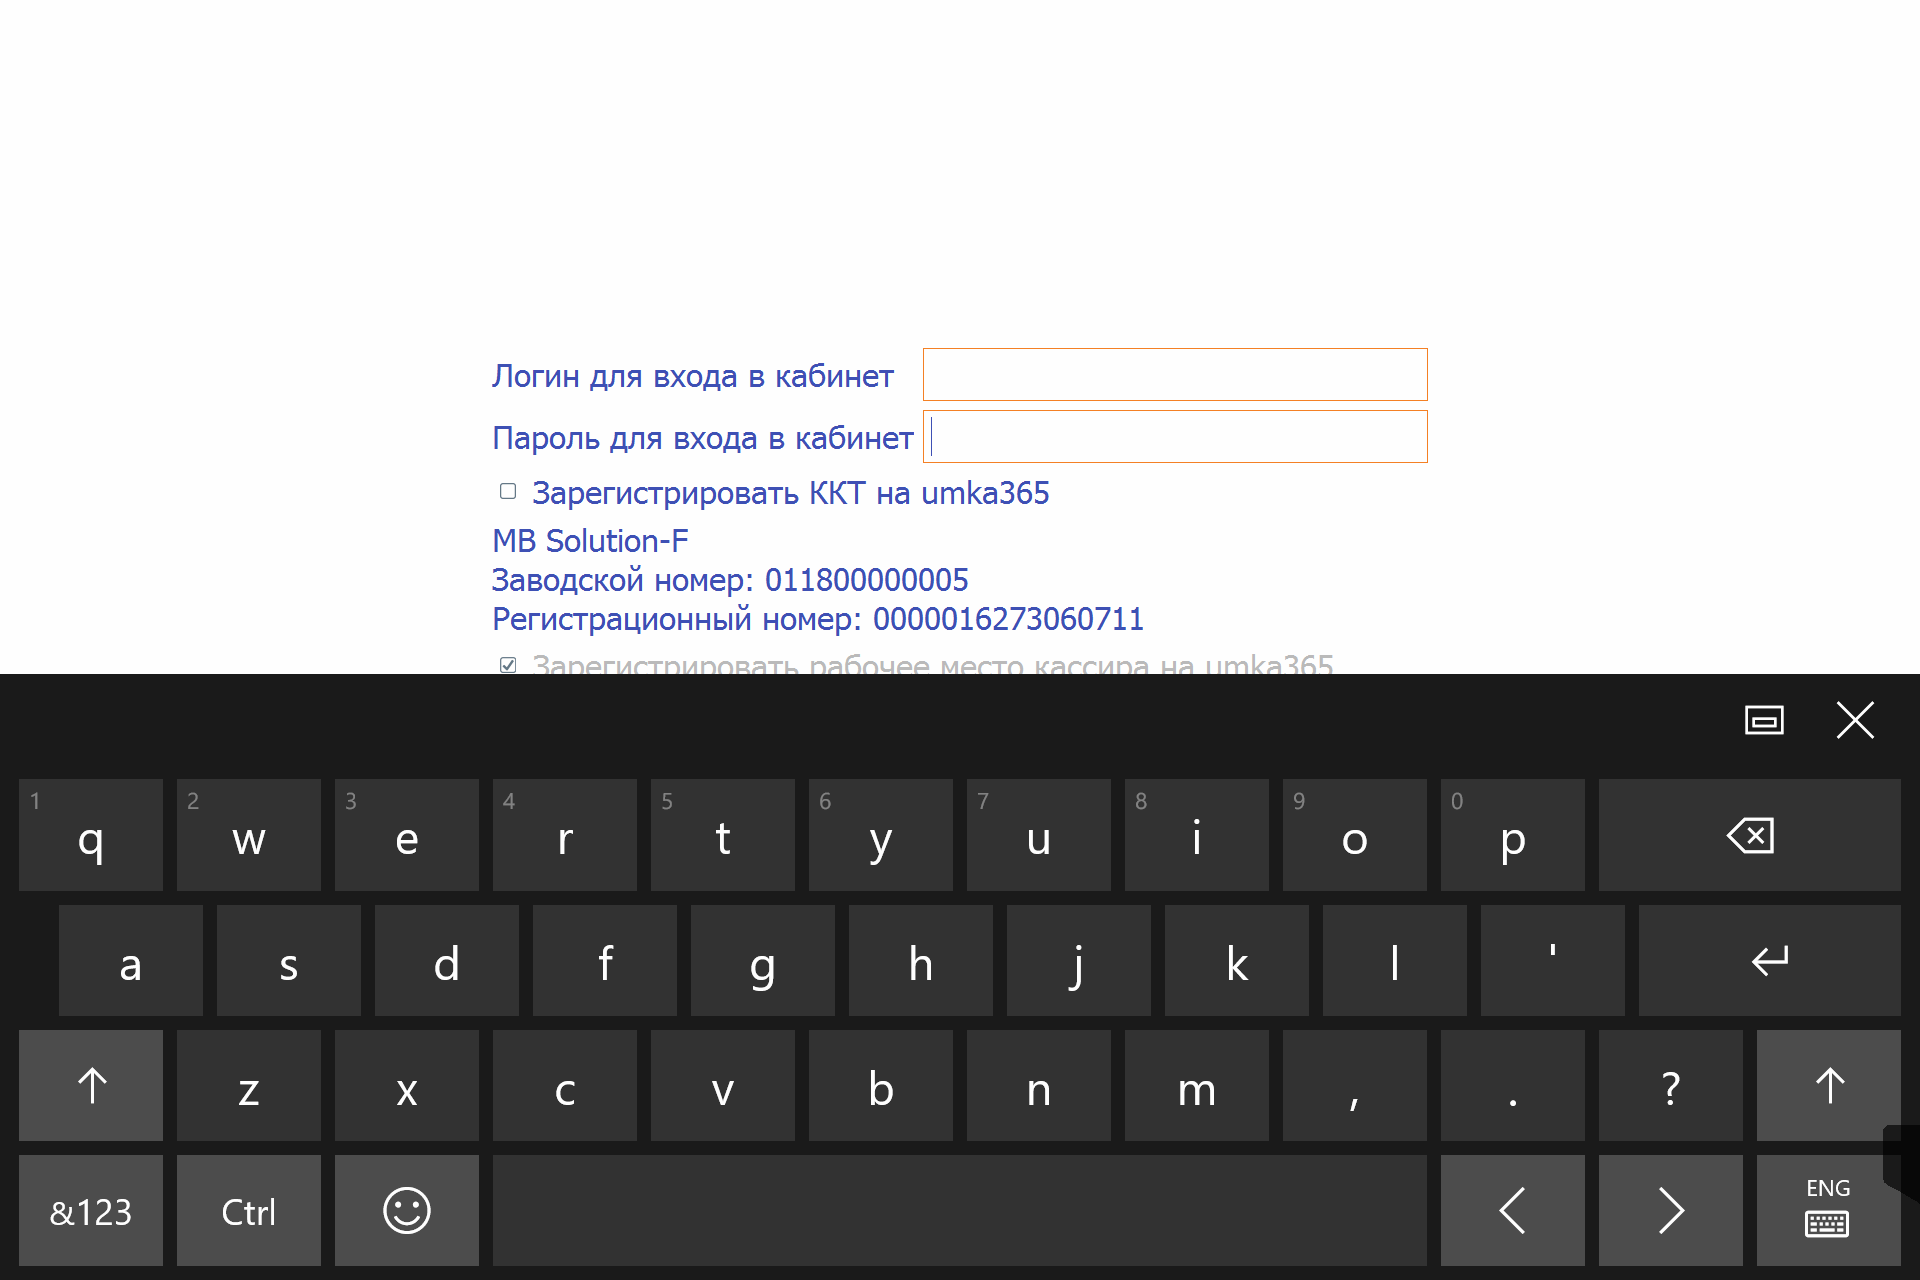 Логин для входа в кабинет
Пароль для входа в кабинет
Зарегистрировать ККТ на umka365
MB Solution-F
Заводской номер: 011800000005
Регистрационный номер: 0000016273060711
Зарегистрировать рабочее место кассира на umka365
1 2 3 4 5 6 7 8 9 0
q w e r t y u i o p
a s d f g h j k l '
z x c v b n m , . ?
&123 Ctrl ENG